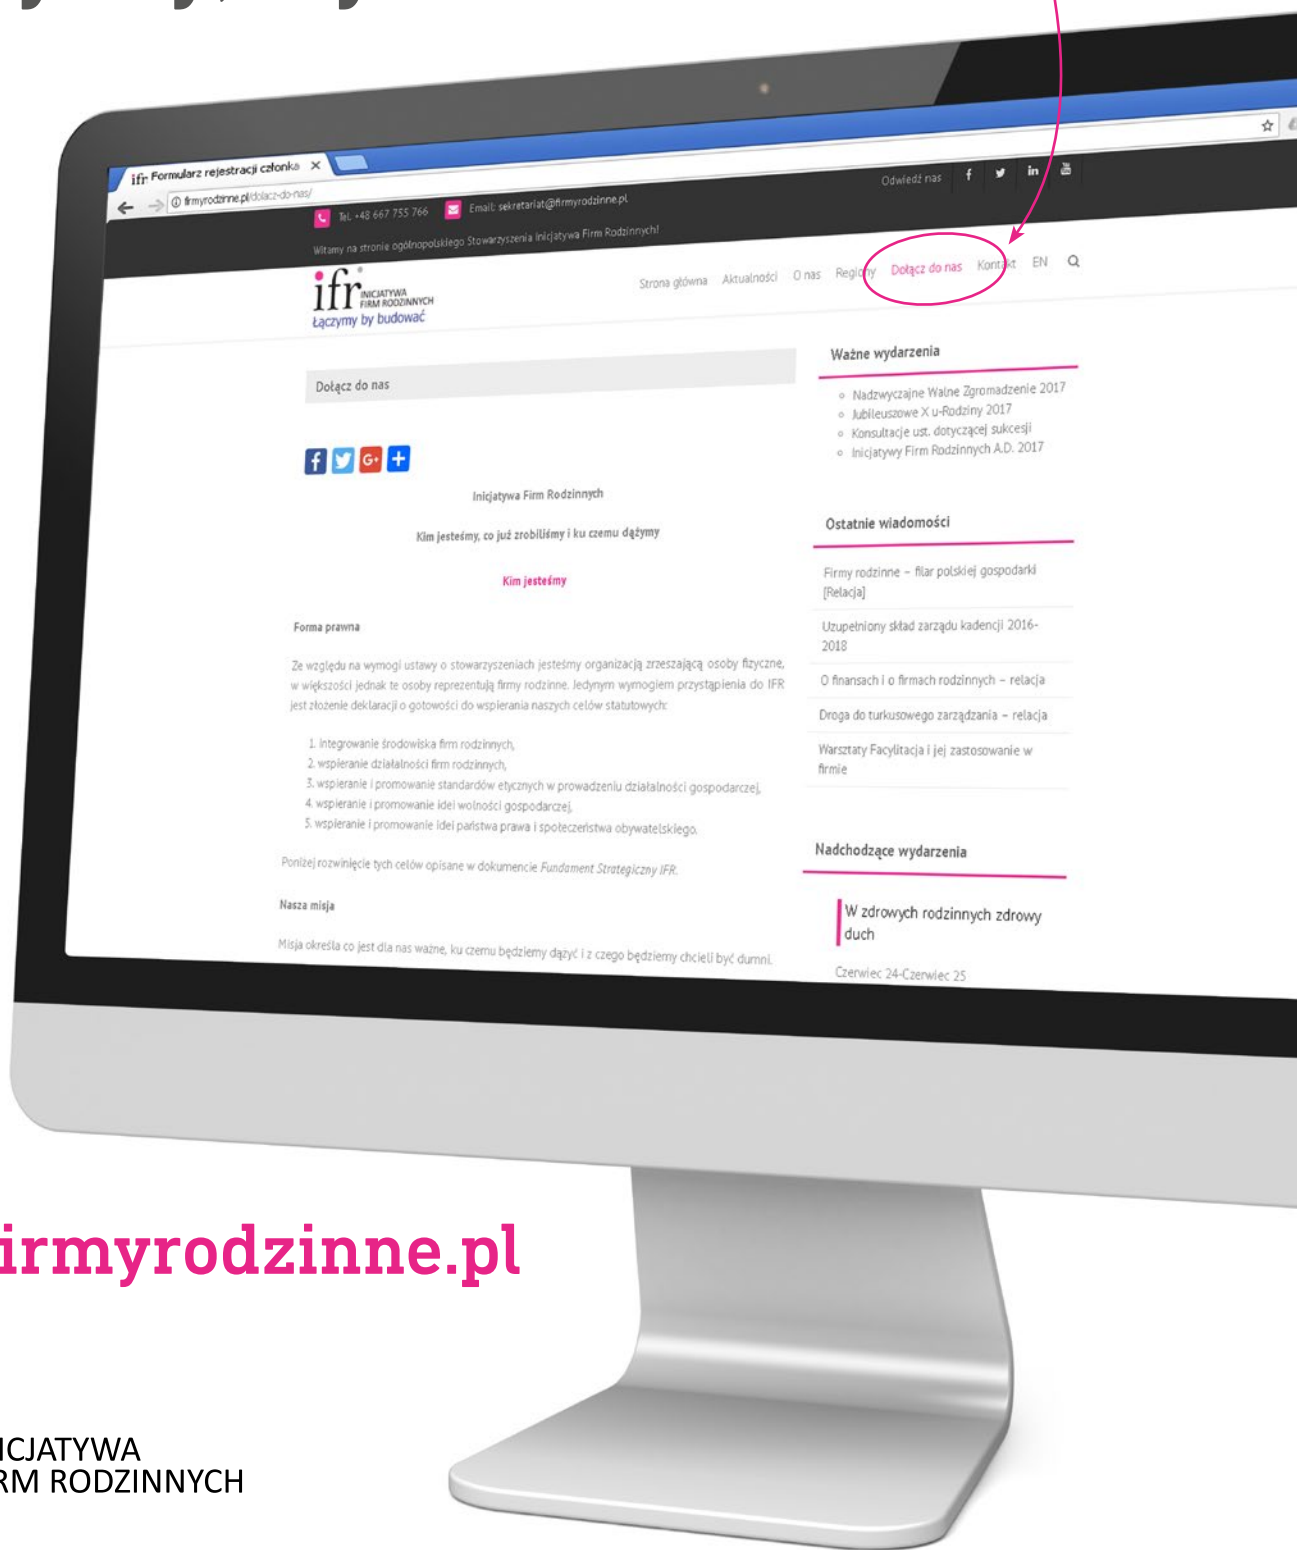 ifr Formularz rejestracji członka
firmyrodzinne.pl/dolacz-do-nas/
Tel. +48 667 755 766 Email: sekretariat@firmyrodzinne.pl
Odwiedź nas
Witamy na stronie ogólnopolskiego Stowarzyszenia Inicjatywa Firm Rodzinnych!
ifr INICJATYWA
FIRM RODZINNYCH
Łączymy by budować
Strona główna Aktualności O nas Regiony Dołącz do nas Kontakt EN
Dołącz do nas
Inicjatywa Firm Rodzinnych
Kim jesteśmy, co już zrobiliśmy i ku czemu dążymy
Kim jesteśmy
Forma prawna
Ze względu na wymogi ustawy o stowarzyszeniach jesteśmy organizacją zrzeszającą osoby fizyczne,
w większości jednak te osoby reprezentują firmy rodzinne. Jedynym wymogiem przystąpienia do IFR
jest złożenie deklaracji o gotowości do wspierania naszych celów statutowych:
1. integrowanie środowiska firm rodzinnych,
2. wspieranie działalności firm rodzinnych,
3. wspieranie i promowanie standardów etycznych w prowadzeniu działalności gospodarczej,
4. wspieranie i promowanie idei wolności gospodarczej,
5. wspieranie i promowanie idei państwa prawa i społeczeństwa obywatelskiego.
Poniżej rozwinięcie tych celów opisane w dokumencie Fundament Strategiczny IFR.
Nasza misja
Misja określa co jest dla nas ważne, ku czemu będziemy dążyć i z czego będziemy chcieli być dumni.
Ważne wydarzenia
Nadzwyczajne Walne Zgromadzenie 2017
Jubileuszowe X u-Rodziny 2017
Konsultacje ust. dotyczącej sukcesji
Inicjatywy Firm Rodzinnych A.D. 2017
Ostatnie wiadomości
Firmy rodzinne – filar polskiej gospodarki
[Relacja]
Uzupełniony skład zarządu kadencji 2016-
2018
O finansach i o firmach rodzinnych – relacja
Droga do turkusowego zarządzania – relacja
Warsztaty Facylitacja i jej zastosowanie w
firmie
Nadchodzące wydarzenia
W zdrowych rodzinnych zdrowy
duch
Czerwiec 24-Czerwiec 25
irmyrodzinne.pl
ICJATYWA
RM RODZINNYCH